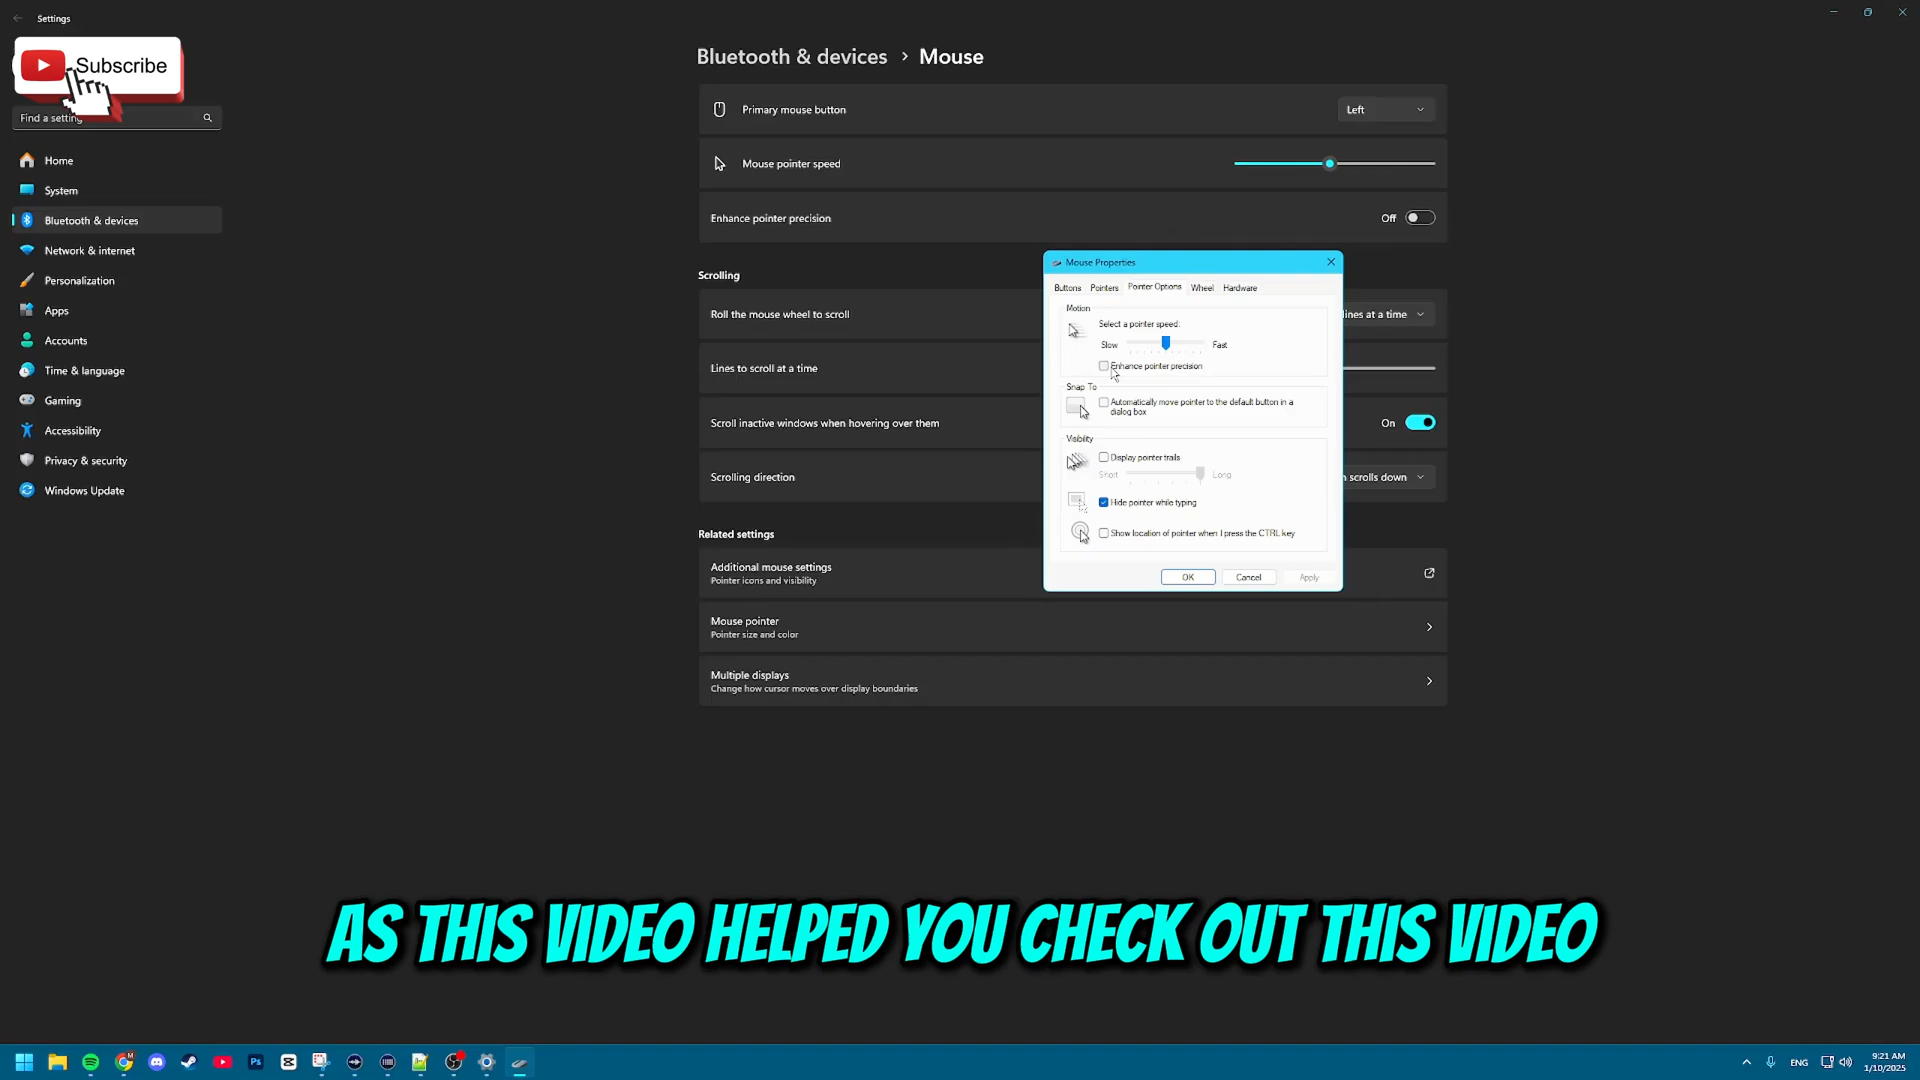 Settings
Subscribe
Find a setting
Home
System
Bluetooth & devices
Network & internet
Personalization
Apps
Accounts
Time & language
Gaming
Accessibility
Privacy & security
Windows Update
Bluetooth & devices > Mouse
Primary mouse button
Left
Mouse pointer speed
Enhance pointer precision
Off
Scrolling
Roll the mouse wheel to scroll
lines at a time
Lines to scroll at a time
Scroll inactive windows when hovering over them
On
Scrolling direction
scrolls down
Related settings
Additional mouse settings
Pointer icons and visibility
Mouse pointer
Pointer size and color
Multiple displays
Change how cursor moves over display boundaries
Mouse Properties
Buttons Pointers Pointer Options Wheel Hardware
Motion
Select a pointer speed:
Slow Fast
Enhance pointer precision
Snap To
Automatically move pointer to the default button in a
dialog box
Visibility
Display pointer trails
Short Long
Hide pointer while typing
Show location of pointer when I press the CTRL key
OK Cancel Apply
AS THIS VIDEO HELPED YOU CHECK OUT THIS VIDEO
M
Ps
ENG
9:21 AM
1/10/2025